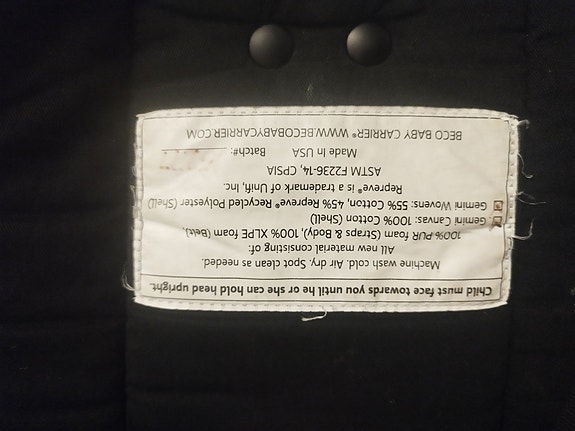 Child must face towards you until he or she can hold head upright.
Machine wash cold. Air dry. Spot clean as needed.
All new material consisting of:
100% PUR foam (Straps & Body), 100% XLPE foam (Belt),
Gemini Canvas: 100% Cotton (Shell)
Gemini Wovens: 55% Cotton, 45% Repreve® Recycled Polyester (Shell)
Repreve® is a trademark of Unifi, Inc.
ASTM F2236-14, CPSIA
Made In USA Batch#:
BECO BABY CARRIER® WWW.BECOBABYCARRIER.COM